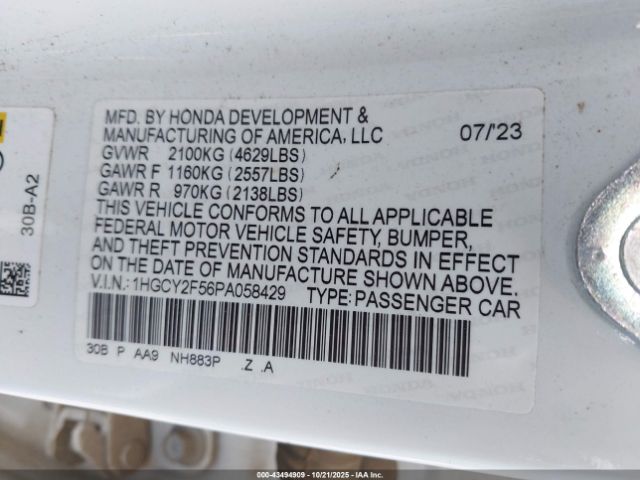 MFD. BY HONDA DEVELOPMENT &
MANUFACTURING OF AMERICA, LLC 07/'23
GVWR 2100KG (4629LBS)
GAWR F 1160KG (2557LBS)
GAWR R 970KG (2138LBS)
THIS VEHICLE CONFORMS TO ALL APPLICABLE
FEDERAL MOTOR VEHICLE SAFETY, BUMPER,
AND THEFT PREVENTION STANDARDS IN EFFECT
ON THE DATE OF MANUFACTURE SHOWN ABOVE.
V.I.N.: 1HGCY2F56PA058429 TYPE: PASSENGER CAR
30B P AA9 NH883P .Z .A
30B-A2
000-43494909 | 10/21/2025 | IAA Inc.